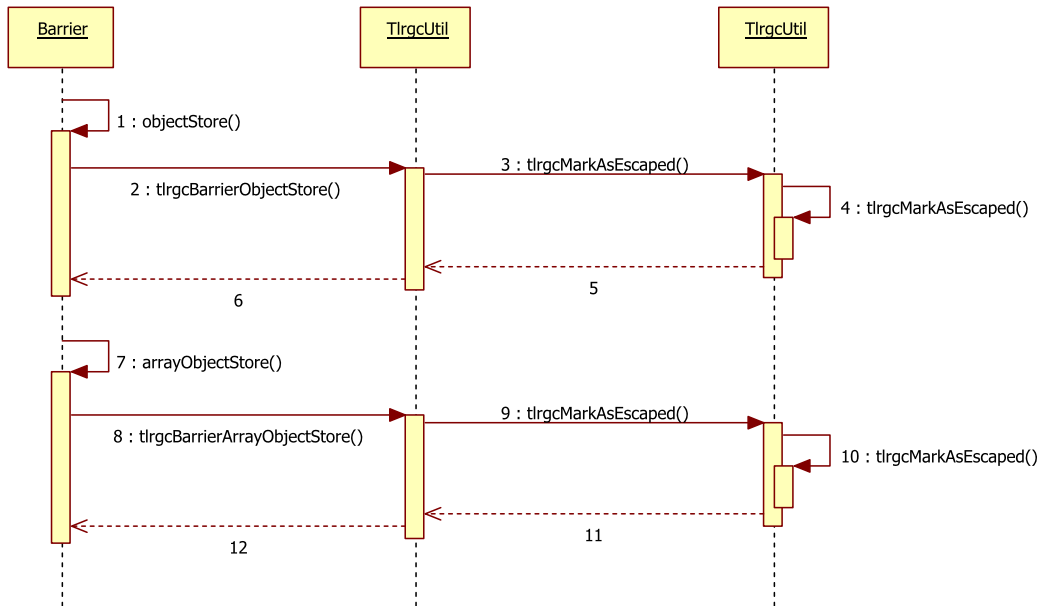 Barrier
TlrgcUtil
TlrgcUtil
1 : objectStore()
2 : tlrgcBarrierObjectStore()
3 : tlrgcMarkAsEscaped()
4 : tlrgcMarkAsEscaped()
5
6
7 : arrayObjectStore()
8 : tlrgcBarrierArrayObjectStore()
9 : tlrgcMarkAsEscaped()
10 : tlrgcMarkAsEscaped()
11
12